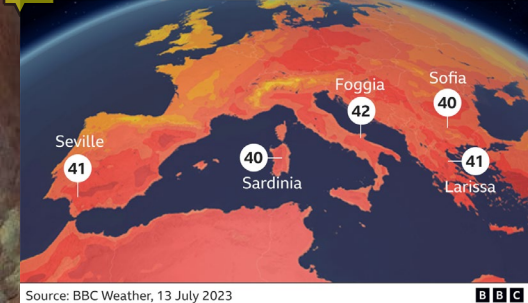 Foggia
42
Sofia
40
Seville
41
40
Sardinia
41
Larissa
Source: BBC Weather, 13 July 2023
BBC